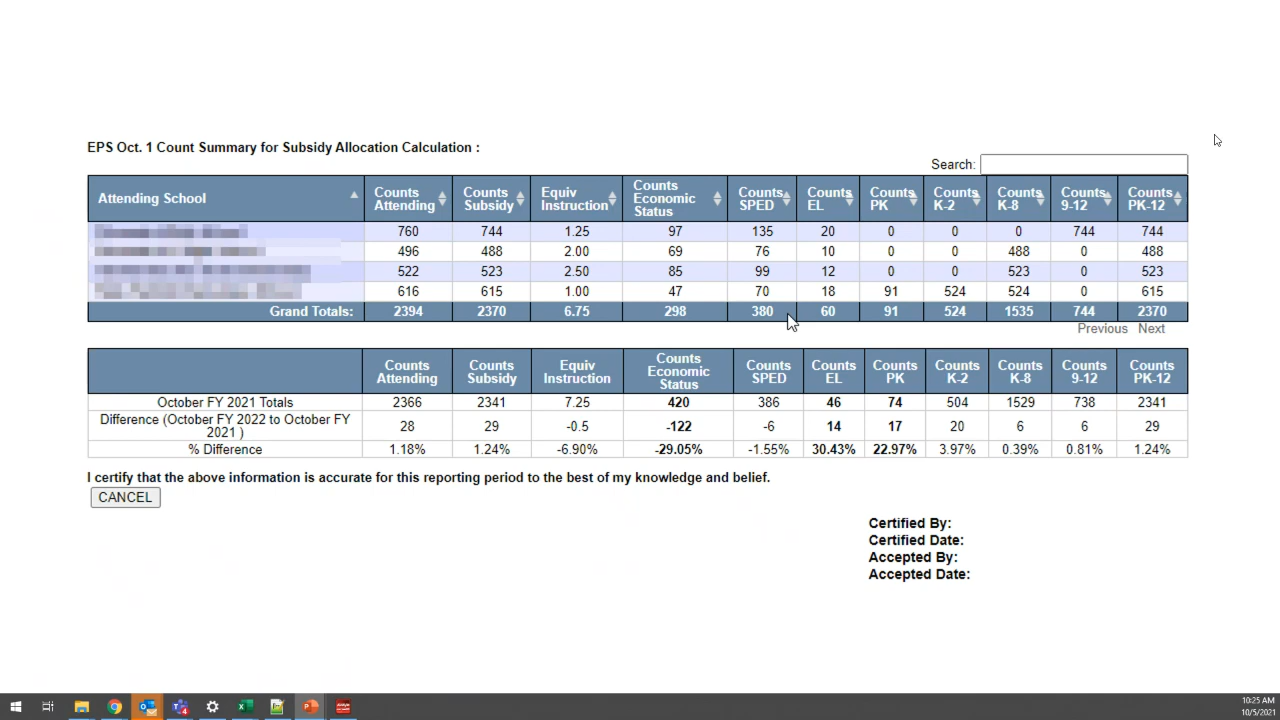 EPS Oct. 1 Count Summary for Subsidy Allocation Calculation :
Search:
Attending School Counts Attending Counts Subsidy Equiv Instruction Counts Economic Status Counts SPED Counts EL Counts PK Counts K-2 Counts K-8 Counts 9-12 Counts PK-12
760 744 1.25 97 135 20 0 0 0 744 744
496 488 2.00 69 76 10 0 0 488 0 488
522 523 2.50 85 99 12 0 0 523 0 523
616 615 1.00 47 70 18 91 524 524 0 615
Grand Totals: 2394 2370 6.75 298 380 60 91 524 1535 744 2370
Previous Next
Counts Attending Counts Subsidy Equiv Instruction Counts Economic Status Counts SPED Counts EL Counts PK Counts K-2 Counts K-8 Counts 9-12 Counts PK-12
October FY 2021 Totals 2366 2341 7.25 420 386 46 74 504 1529 738 2341
Difference (October FY 2022 to October FY 2021 ) 28 29 -0.5 -122 -6 14 17 20 6 6 29
% Difference 1.18% 1.24% -6.90% -29.05% -1.55% 30.43% 22.97% 3.97% 0.39% 0.81% 1.24%
I certify that the above information is accurate for this reporting period to the best of my knowledge and belief.
CANCEL
Certified By:
Certified Date:
Accepted By:
Accepted Date:
10:25 AM
10/5/2021